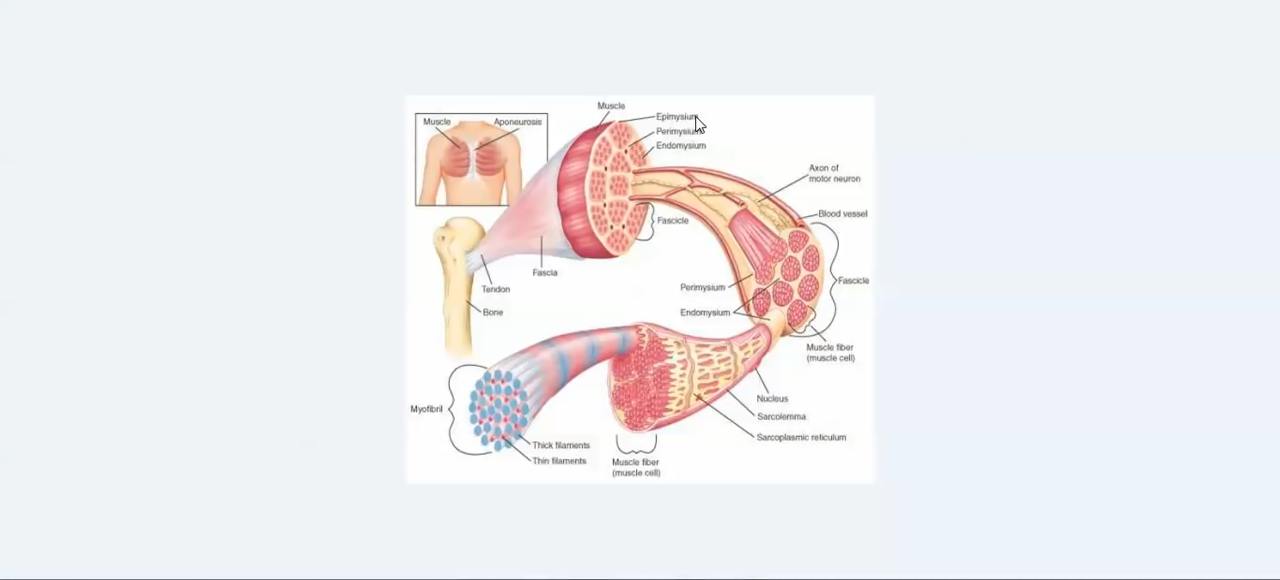 Muscle
Epimysium
Muscle
Aponeurosis
Perimysium
Endomysium
Axon of
motor neuron
Blood vessel
Fascicle
Fascia
Fascicle
Tendon
Perimysium
Bone
Endomysium
Muscle fiber
(muscle cell)
Nucleus
Myofibril
Sarcolemma
Sarcoplasmic reticulum
Thick filaments
Thin filaments
Muscle fiber
(muscle cell)